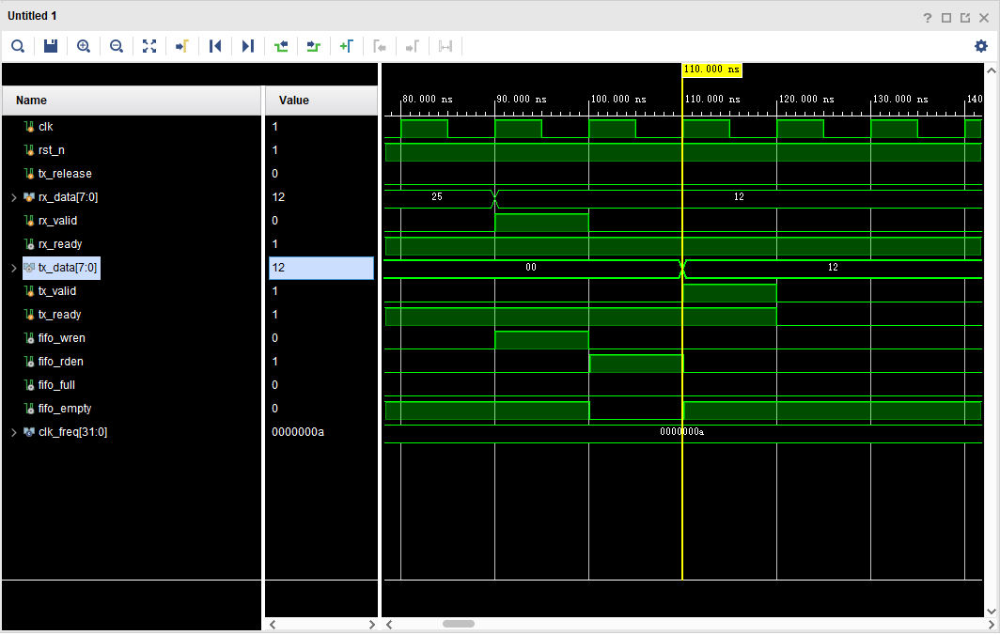 Untitled 1
?
110.000 ns
Name Value
80.000 ns 90.000 ns 100.000 ns 110.000 ns 120.000 ns 130.000 ns 140
clk 1
rst_n 1
tx_release 0
rx_data[7:0] 12 25 12
rx_valid 0
rx_ready 1
tx_data[7:0] 12 00 12
tx_valid 1
tx_ready 1
fifo_wren 0
fifo_rden 1
fifo_full 0
fifo_empty 0
clk_freq[31:0] 0000000a 0000000a